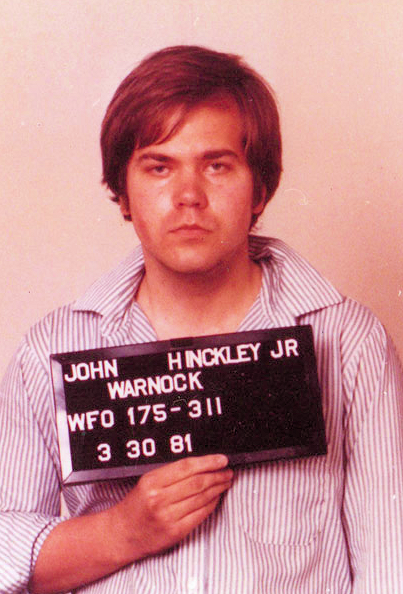 JOHN HINCKLEY JR
WARNOCK
WFO 175-311
3 30 81